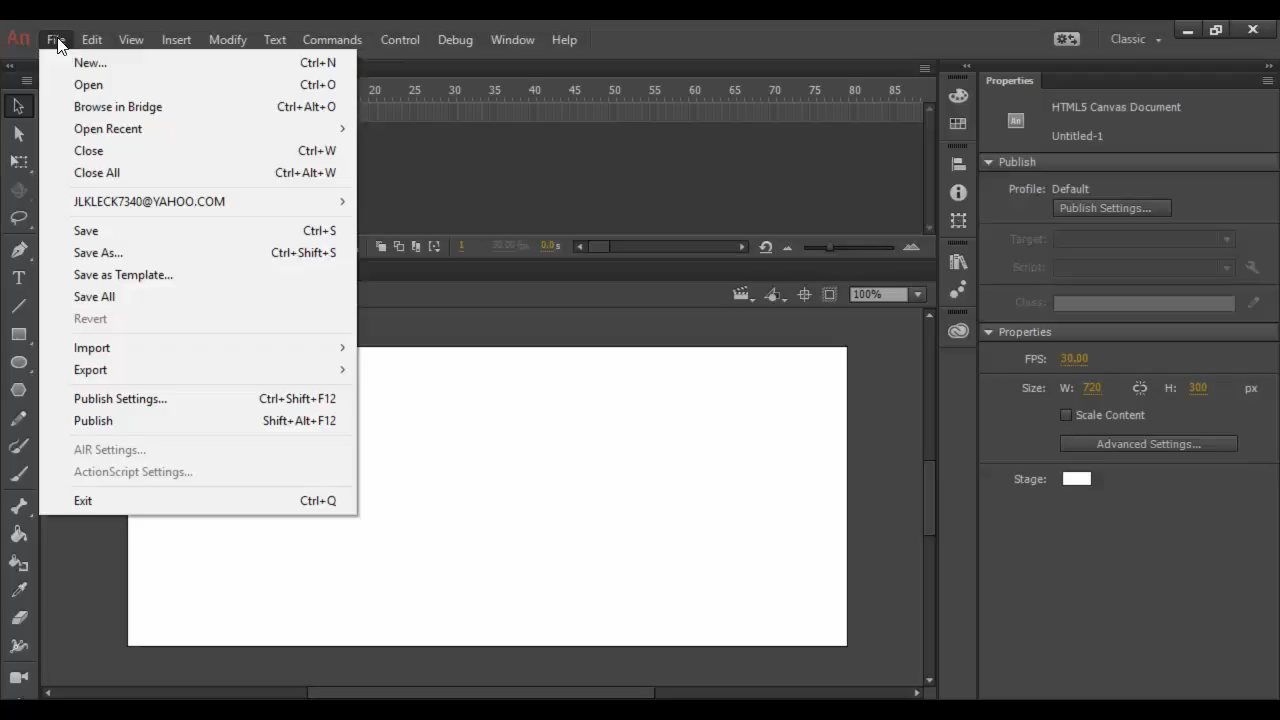 An File Edit View Insert Modify Text Commands Control Debug Window Help Classic
New... Ctrl+N
Open Ctrl+O
Browse in Bridge Ctrl+Alt+O
Open Recent
Close Ctrl+W
Close All Ctrl+Alt+W
JLKLECK7340@YAHOO.COM
Save Ctrl+S
Save As... Ctrl+Shift+S
Save as Template...
Save All
Revert
Import
Export
Publish Settings... Ctrl+Shift+F12
Publish Shift+Alt+F12
AIR Settings...
ActionScript Settings...
Exit Ctrl+Q
20 25 30 35 40 45 50 55 60 65 70 75 80 85
1 30.00 fps 0.0 s
100%
Properties
An HTML5 Canvas Document
Untitled-1
Publish
Profile: Default
Publish Settings...
Target:
Script:
Class:
Properties
FPS: 30.00
Size: W: 720 H: 300 px
Scale Content
Advanced Settings...
Stage: